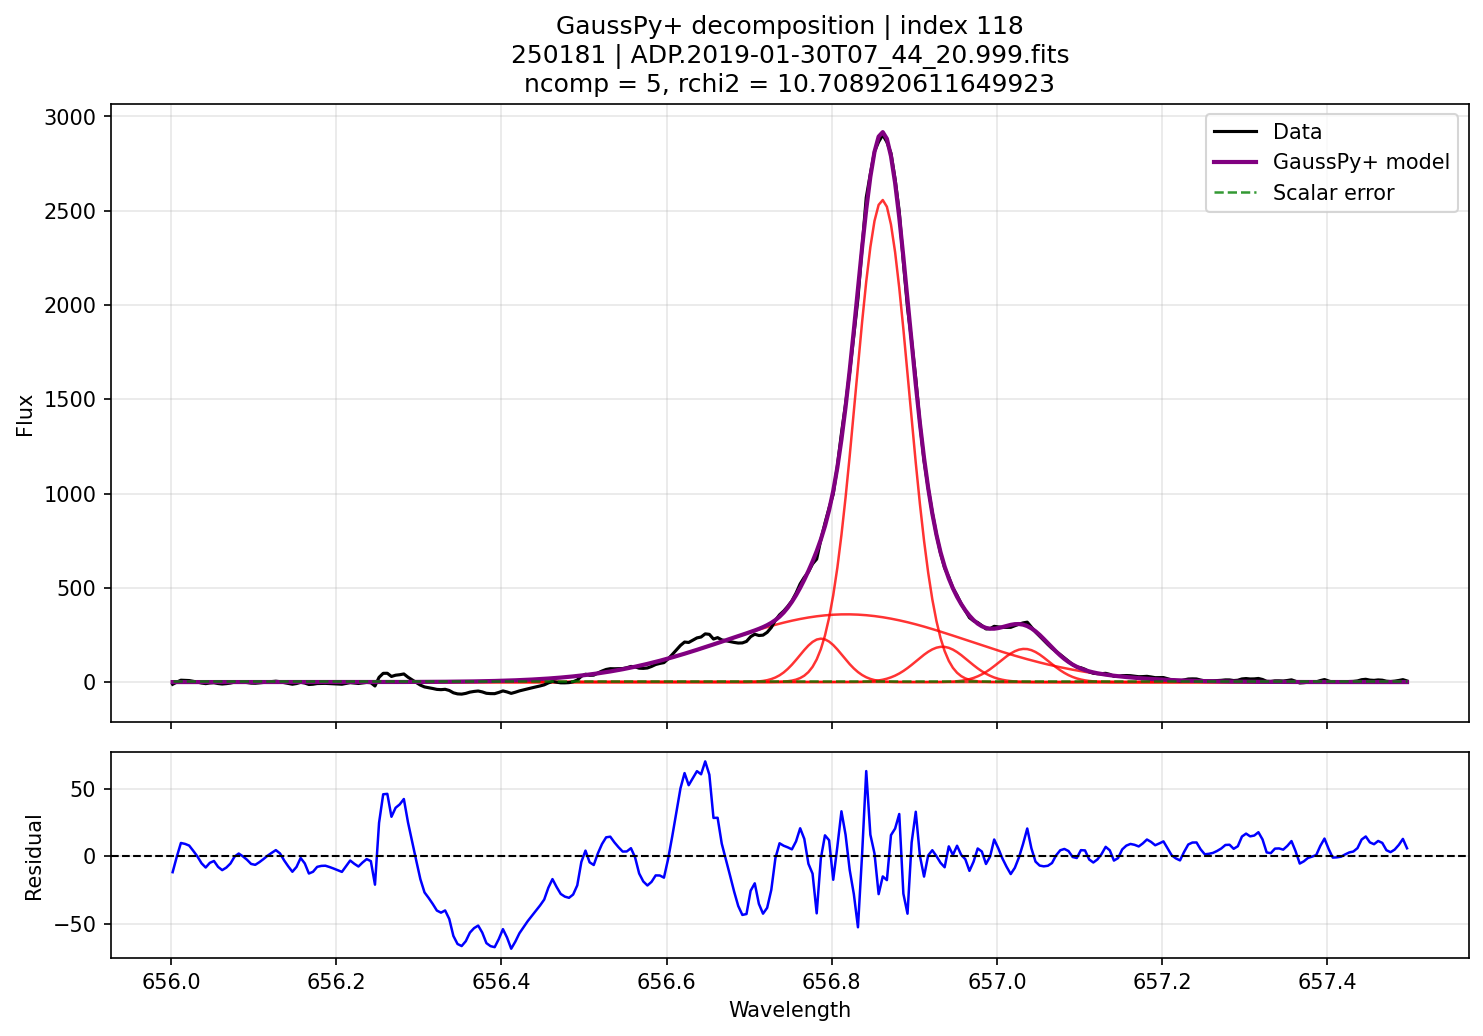 GaussPy+ decomposition | index 118
250181 | ADP.2019-01-30T07_44_20.999.fits
ncomp = 5, rchi2 = 10.708920611649923
Data
GaussPy+ model
Scalar error
Flux
3000
2500
2000
1500
1000
500
0
Residual
50
0
−50
656.0 656.2 656.4 656.6 656.8 657.0 657.2 657.4
Wavelength